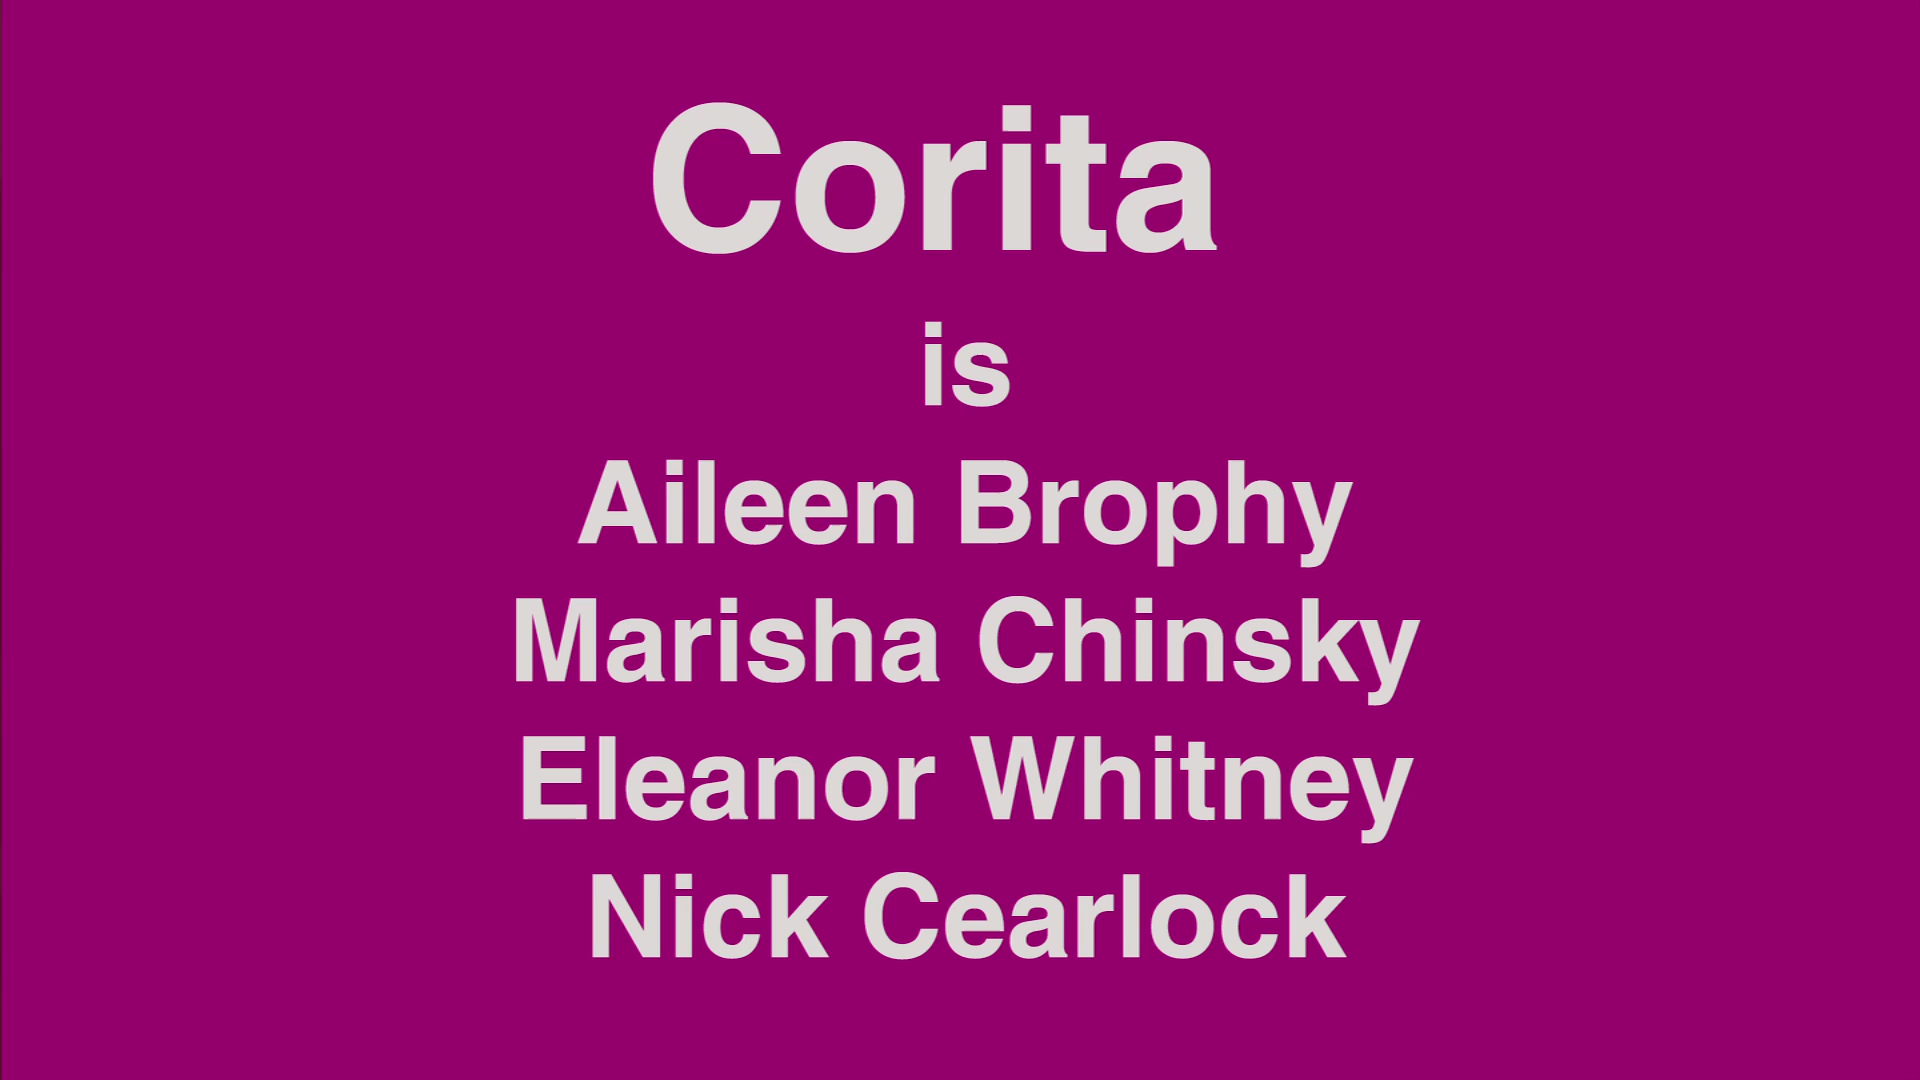 Corita
is
Aileen Brophy
Marisha Chinsky
Eleanor Whitney
Nick Cearlock